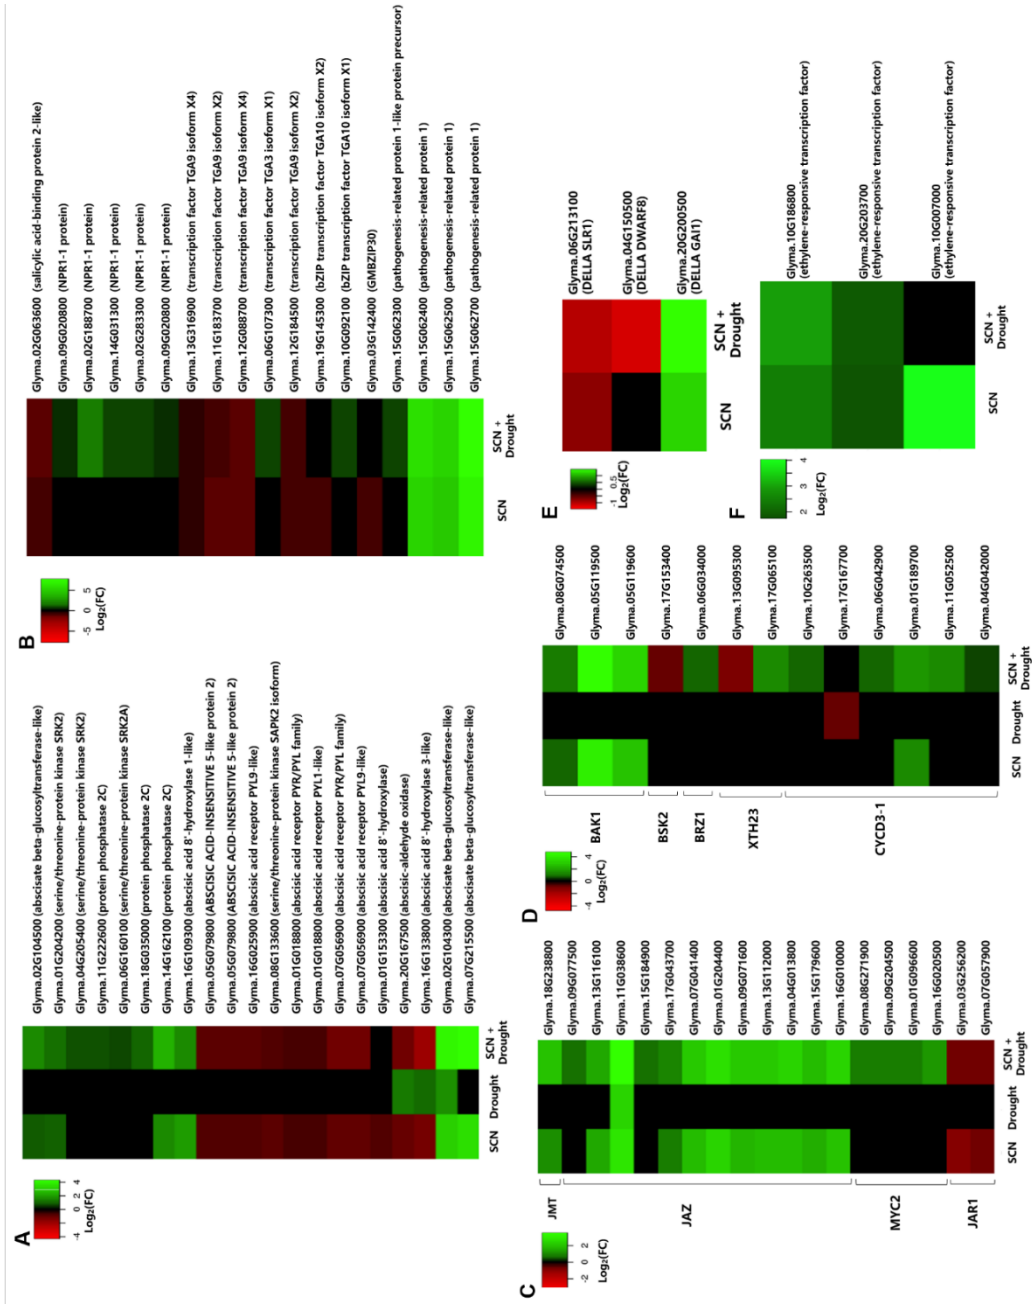 A
-4 -2 0 2 4
Log2(FC)
Glyma.02G104500 (abscisate beta-glucosyltransferase-like)
Glyma.01G204200 (serine/threonine-protein kinase SRK2)
Glyma.04G205400 (serine/threonine-protein kinase SRK2)
Glyma.11G222600 (protein phosphatase 2C)
Glyma.06G160100 (serine/threonine-protein kinase SRK2A)
Glyma.18G035000 (protein phosphatase 2C)
Glyma.14G162100 (protein phosphatase 2C)
Glyma.16G109300 (abscisic acid 8'-hydroxylase 1-like)
Glyma.05G079800 (ABSCISIC ACID-INSENSITIVE 5-like protein 2)
Glyma.05G079800 (ABSCISIC ACID-INSENSITIVE 5-like protein 2)
Glyma.16G025900 (abscisic acid receptor PYL9-like)
Glyma.08G133600 (serine/threonine-protein kinase SAPK2 isoform)
Glyma.01G018800 (abscisic acid receptor PYR/PYL family)
Glyma.01G018800 (abscisic acid receptor PYL1-like)
Glyma.07G056900 (abscisic acid receptor PYR/PYL family)
Glyma.07G056900 (abscisic acid receptor PYL9-like)
Glyma.01G153300 (abscisic acid 8'-hydroxylase)
Glyma.20G167500 (abscisic-aldehyde oxidase)
Glyma.16G133800 (abscisic acid 8'-hydroxylase 3-like)
Glyma.02G104300 (abscisate beta-glucosyltransferase-like)
Glyma.07G215500 (abscisate beta-glucosyltransferase-like)
SCN Drought SCN +
Drought
B
-5 0 5
Log2(FC)
Glyma.02G063600 (salicylic acid-binding protein 2-like)
Glyma.09G020800 (NPR1-1 protein)
Glyma.02G188700 (NPR1-1 protein)
Glyma.14G031300 (NPR1-1 protein)
Glyma.02G283300 (NPR1-1 protein)
Glyma.09G020800 (NPR1-1 protein)
Glyma.13G316900 (transcription factor TGA9 isoform X4)
Glyma.11G183700 (transcription factor TGA9 isoform X2)
Glyma.12G088700 (transcription factor TGA9 isoform X4)
Glyma.06G107300 (transcription factor TGA3 isoform X1)
Glyma.12G184500 (transcription factor TGA9 isoform X2)
Glyma.19G145300 (bZIP transcription factor TGA10 isoform X2)
Glyma.10G092100 (bZIP transcription factor TGA10 isoform X1)
Glyma.03G142400 (GMBZIP30)
Glyma.15G062300 (pathogenesis-related protein 1-like protein precursor)
Glyma.15G062400 (pathogenesis-related protein 1)
Glyma.15G062500 (pathogenesis-related protein 1)
Glyma.15G062700 (pathogenesis-related protein 1)
SCN SCN +
Drought
C
-2 0 2
Log2(FC)
JMT
JAZ
MYC2
JAR1
Glyma.18G238800
Glyma.09G077500
Glyma.13G116100
Glyma.11G038600
Glyma.15G184900
Glyma.17G043700
Glyma.07G041400
Glyma.01G204400
Glyma.09G071600
Glyma.13G112000
Glyma.04G013800
Glyma.15G179600
Glyma.16G010000
Glyma.08G271900
Glyma.09G204500
Glyma.01G096600
Glyma.16G020500
Glyma.03G256200
Glyma.07G057900
SCN Drought SCN +
Drought
D
-4 -2 0 2 4
Log2(FC)
BAK1
BSK2
BRZ1
XTH23
CYCD3-1
Glyma.08G074500
Glyma.05G119500
Glyma.05G119600
Glyma.17G153400
Glyma.06G034000
Glyma.13G095300
Glyma.17G065100
Glyma.10G263500
Glyma.17G167700
Glyma.06G042900
Glyma.01G189700
Glyma.11G052500
Glyma.04G042000
SCN Drought SCN +
Drought
E
-1 0.5
Log2(FC)
Glyma.06G213100
(DELLA SLR1)
Glyma.04G150500
(DELLA DWARF8)
Glyma.20G200500
(DELLA GAI1)
SCN SCN +
Drought
F
2 3 4
Log2(FC)
Glyma.10G186800
(ethylene-responsive transcription factor)
Glyma.20G203700
(ethylene-responsive transcription factor)
Glyma.10G007000
(ethylene-responsive transcription factor)
SCN SCN +
Drought